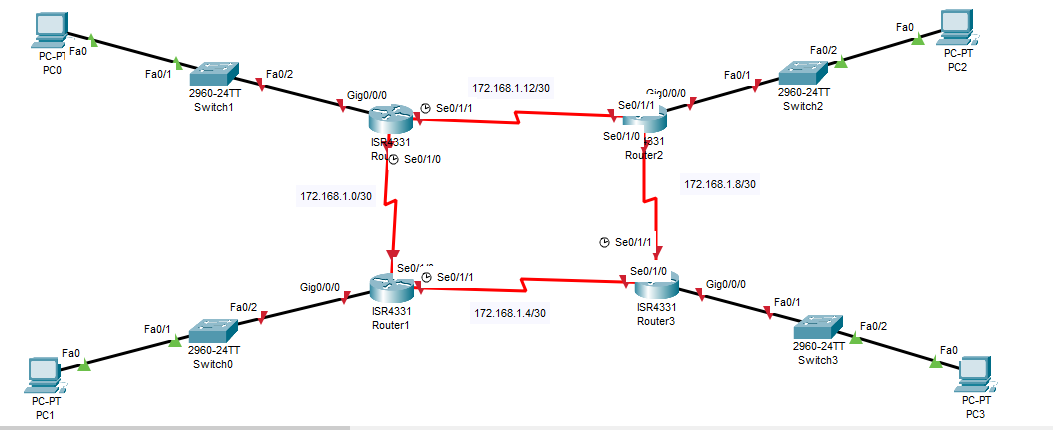 PC-PT
PC0
Fa0
Fa0/1
2960-24TT
Switch1
Fa0/2
Gig0/0/0
ISR4331
Se0/1/1
Se0/1/0
172.168.1.12/30
Gig0/0/0
Se0/1/1
Se0/1/0
331
Router2
Fa0/1
Fa0/2
2960-24TT
Switch2
Fa0
PC-PT
PC2
172.168.1.0/30
172.168.1.8/30
Se0/1/1
Se0/1/0
Gig0/0/0
ISR4331
Router3
Se0/1/1
Gig0/0/0
ISR4331
Router1
172.168.1.4/30
Fa0/2
Fa0/1
2960-24TT
Switch0
Fa0
PC-PT
PC1
Fa0/1
Fa0/2
2960-24TT
Switch3
Fa0
PC-PT
PC3